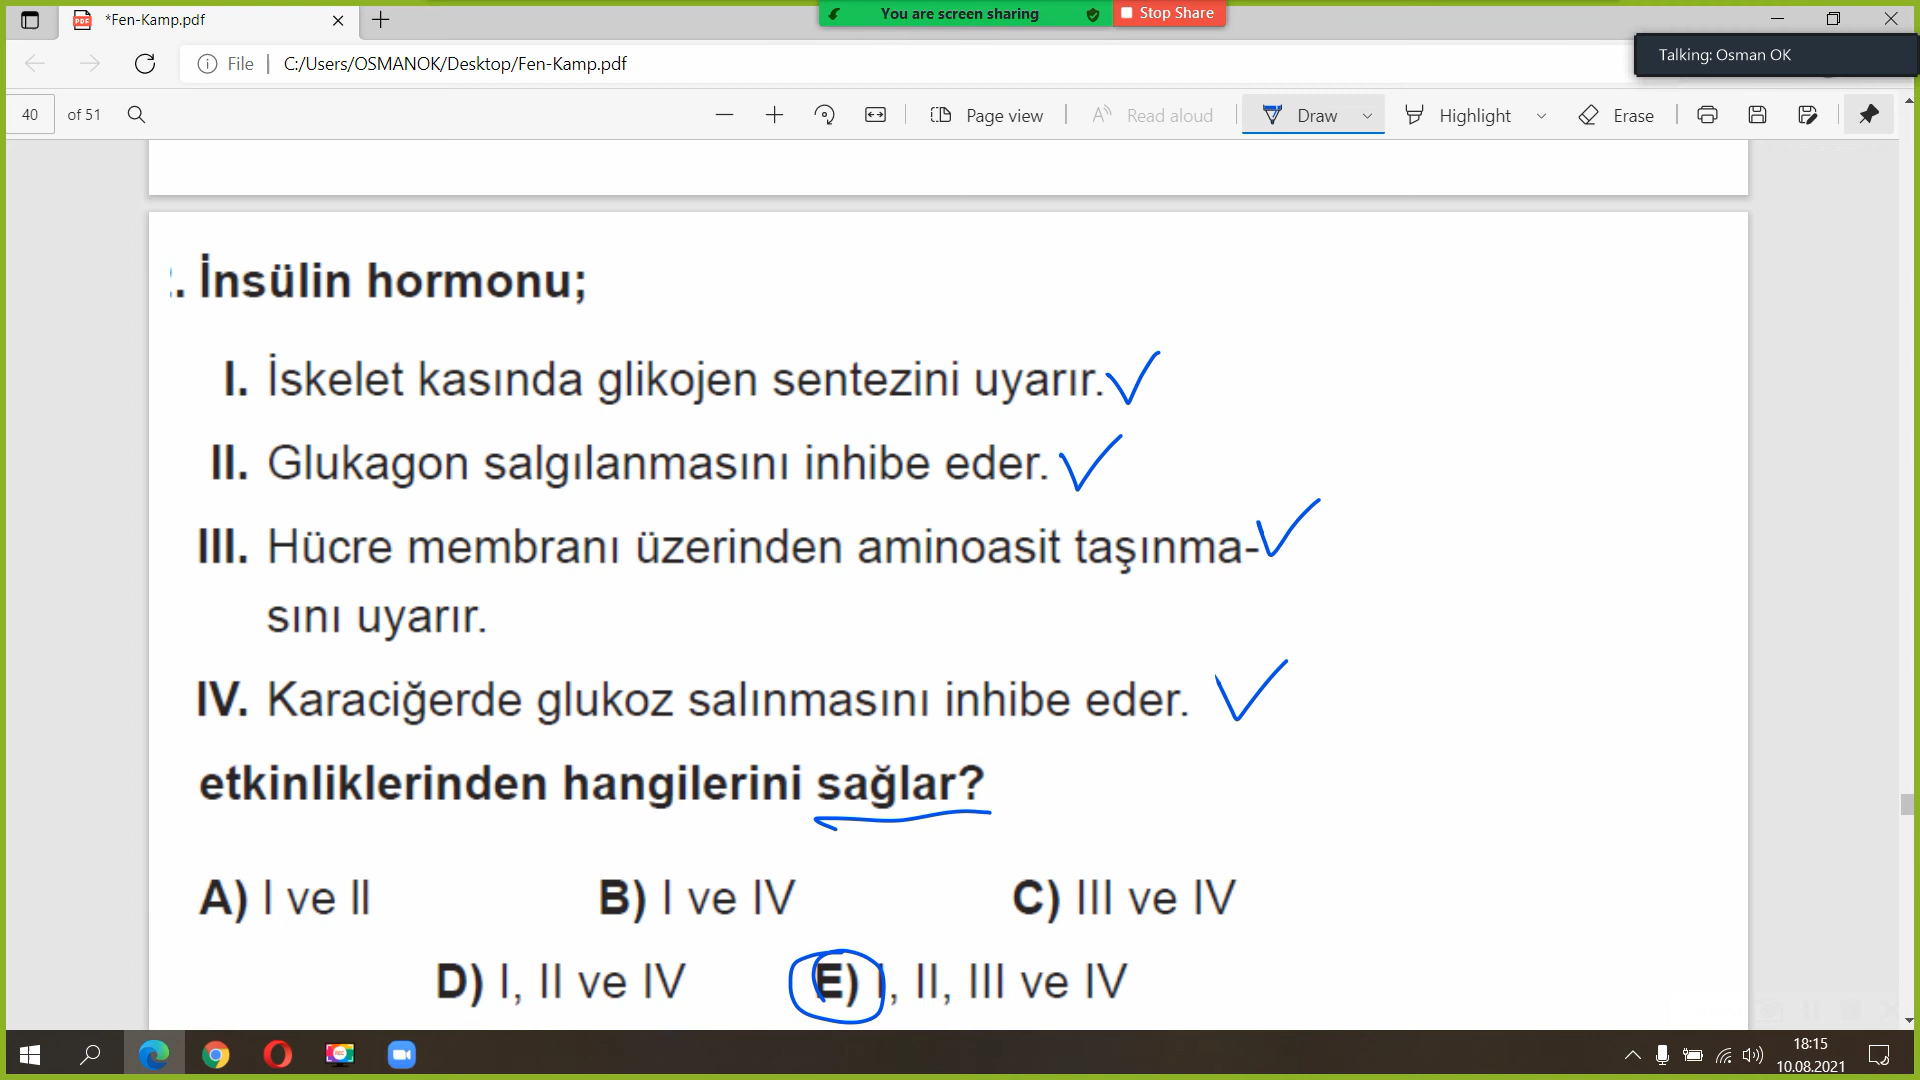 *Fen-Kamp.pdf
You are screen sharing
Stop Share
Talking: Osman OK
File
C:/Users/OSMANOK/Desktop/Fen-Kamp.pdf
40 of 51
Page view
Read aloud
Draw
Highlight
Erase
. İnsülin hormonu;
I. İskelet kasında glikojen sentezini uyarır.
II. Glukagon salgılanmasını inhibe eder.
III. Hücre membranı üzerinden aminoasit taşınma-
sını uyarır.
IV. Karaciğerde glukoz salınmasını inhibe eder.
etkinliklerinden hangilerini sağlar?
A) I ve II B) I ve IV C) III ve IV
D) I, II ve IV E) I, II, III ve IV
18:15
10.08.2021